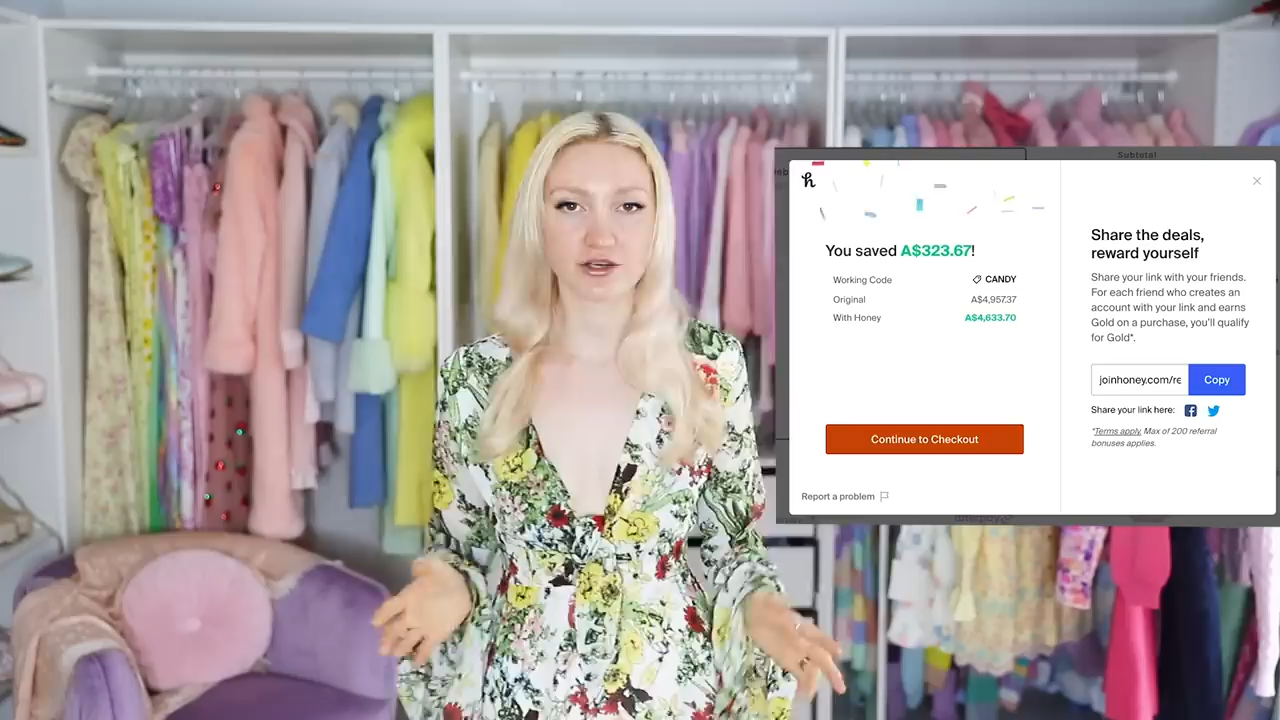 Subtotal
h
You saved A$323.67!
Working Code CANDY
Original A$4,957.37
With Honey A$4,633.70
Continue to Checkout
Report a problem
Share the deals,
reward yourself
Share your link with your friends.
For each friend who creates an
account with your link and earns
Gold on a purchase, you'll qualify
for Gold*.
joinhoney.com/re
Copy
Share your link here:
*Terms apply. Max of 200 referral
bonuses applies.
afterpay